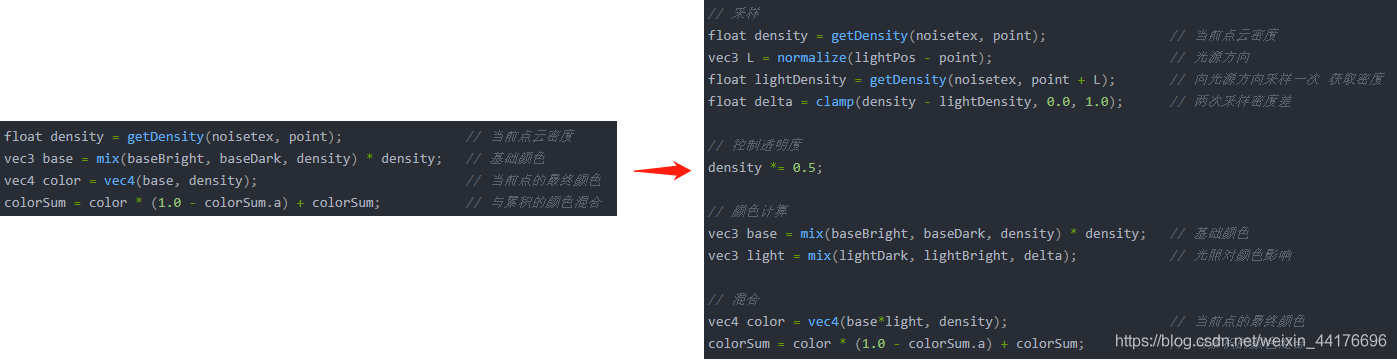 float density = getDensity(noisetex, point); // 当前点云密度
vec3 base = mix(baseBright, baseDark, density) * density; // 基础颜色
vec4 color = vec4(base, density); // 当前点的最终颜色
colorSum = color * (1.0 - colorSum.a) + colorSum; // 与累积的颜色混合
// 采样
float density = getDensity(noisetex, point); // 当前点云密度
vec3 L = normalize(lightPos - point); // 光源方向
float lightDensity = getDensity(noisetex, point + L); // 向光源方向采样一次 获取密度
float delta = clamp(density - lightDensity, 0.0, 1.0); // 两次采样密度差
// 控制透明度
density *= 0.5;
// 颜色计算
vec3 base = mix(baseBright, baseDark, density) * density; // 基础颜色
vec3 light = mix(lightDark, lightBright, delta); // 光照对颜色影响
// 混合
vec4 color = vec4(base*light, density); // 当前点的最终颜色
colorSum = color * (1.0 - colorSum.a) + colorSum;
https://blog.csdn.net/weixin_44176696